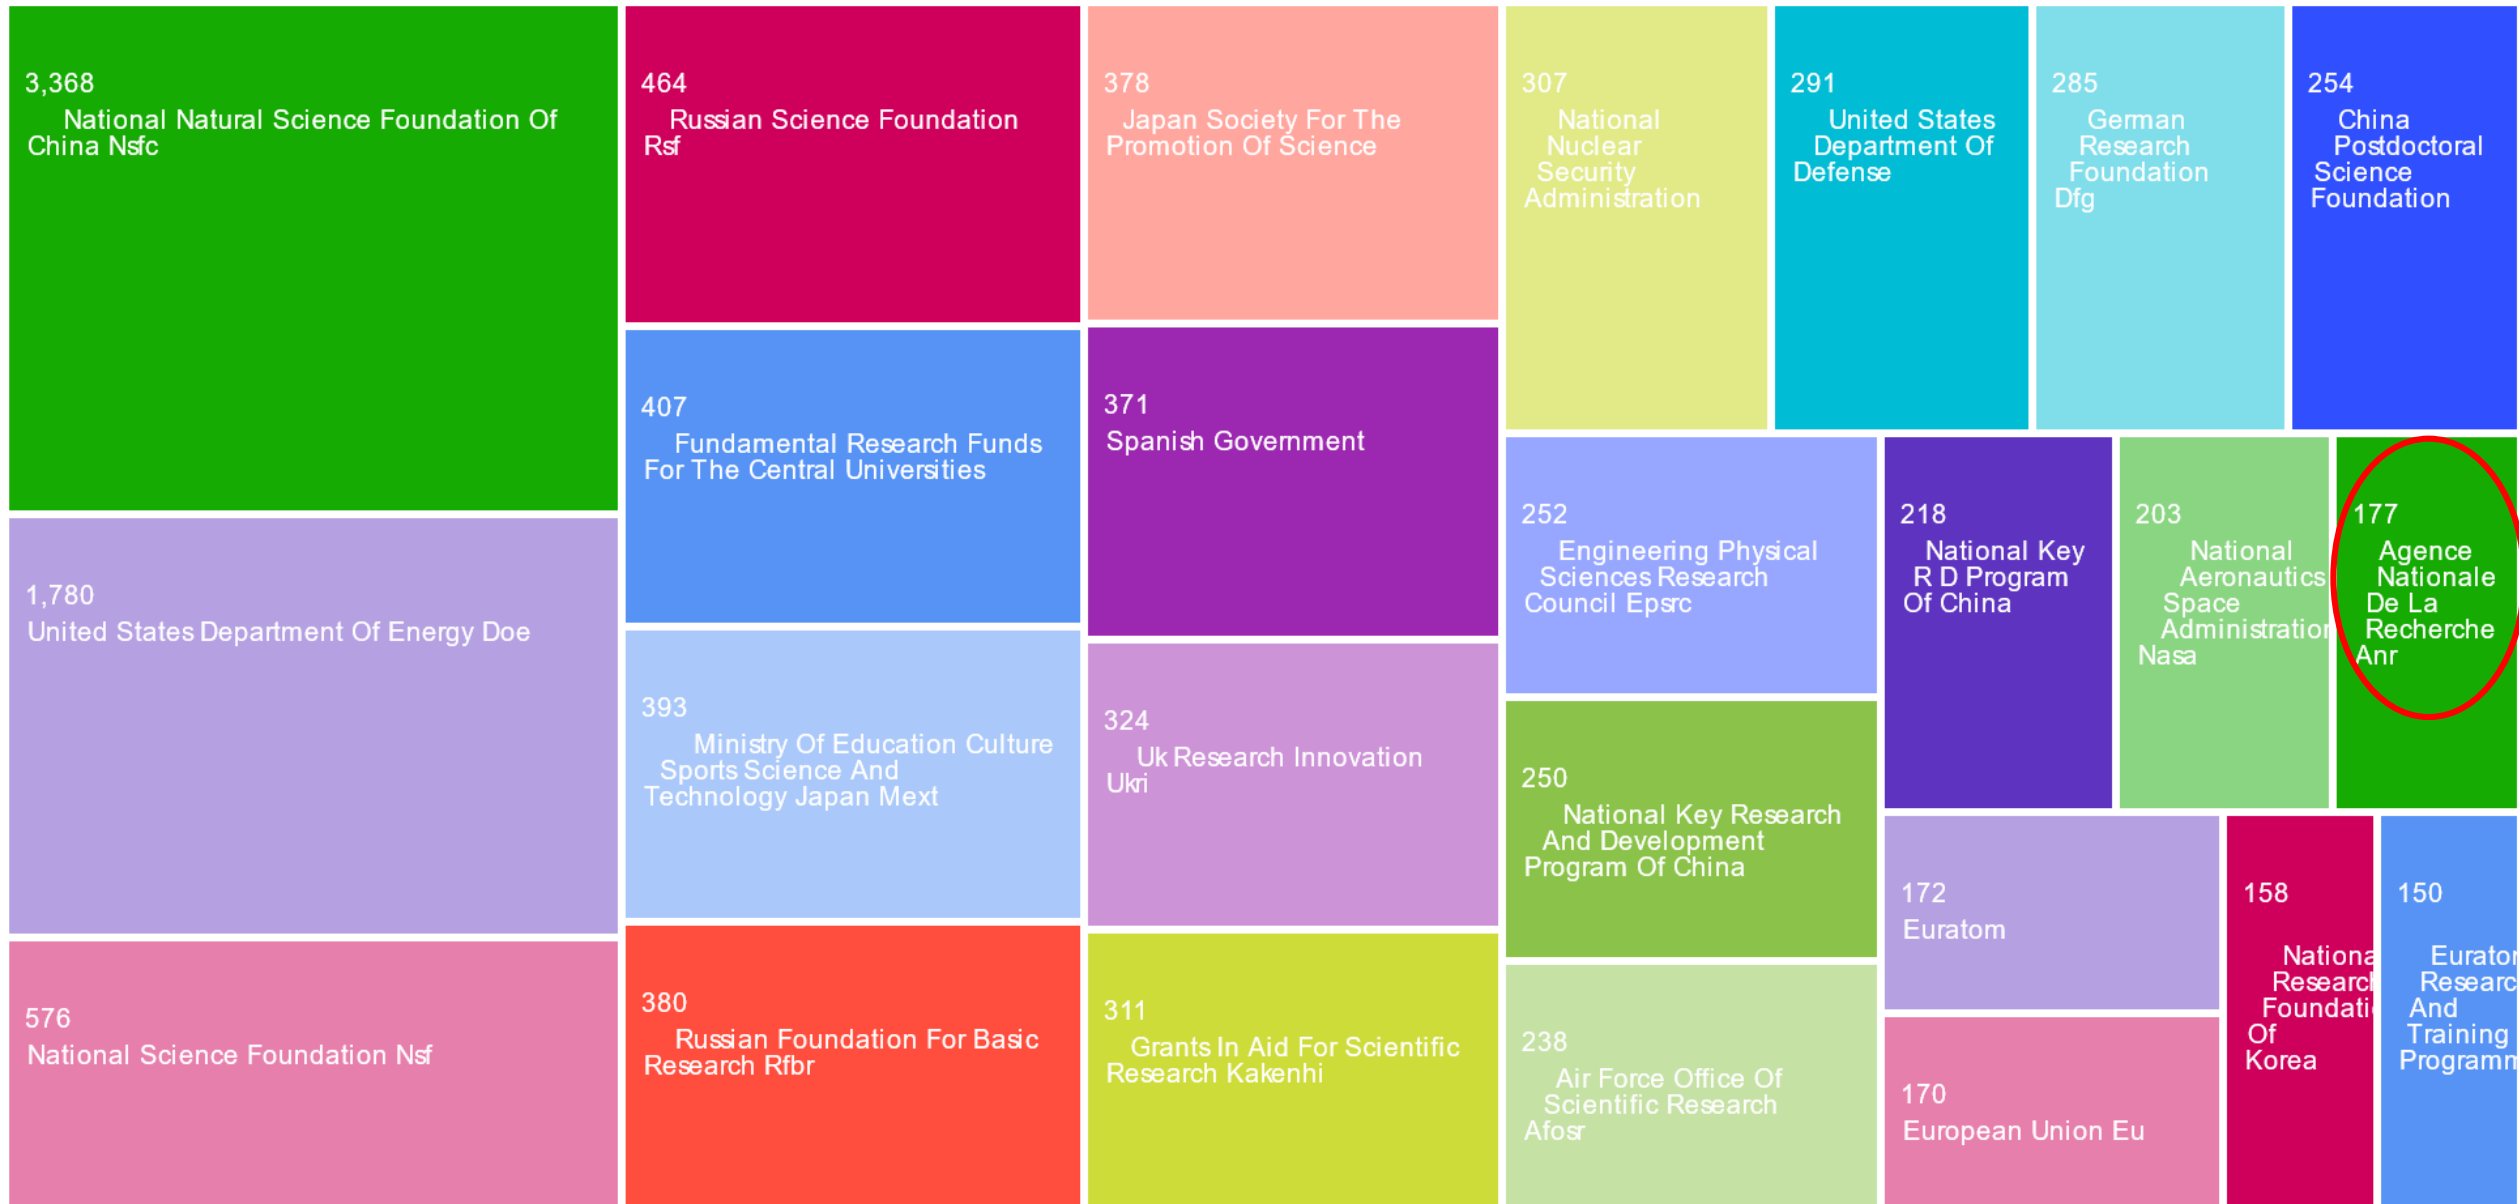 3,368
National Natural Science Foundation Of
China Nsfc
1,780
United States Department Of Energy Doe
576
National Science Foundation Nsf
464
Russian Science Foundation
Rsf
407
Fundamental Research Funds
For The Central Universities
393
Ministry Of Education Culture
Sports Science And
Technology Japan Mext
380
Russian Foundation For Basic
Research Rfbr
378
Japan Society For The
Promotion Of Science
371
Spanish Government
324
Uk Research Innovation
Ukri
311
Grants In Aid For Scientific
Research Kakenhi
307
National
Nuclear
Security
Administration
291
United States
Department Of
Defense
285
German
Research
Foundation
Dfg
254
China
Postdoctoral
Science
Foundation
252
Engineering Physical
Sciences Research
Council Epsrc
250
National Key Research
And Development
Program Of China
238
Air Force Office Of
Scientific Research
Afosr
218
National Key
R D Program
Of China
203
National
Aeronautics
Space
Administration
Nasa
177
Agence
Nationale
De La
Recherche
Anr
172
Euratom
170
European Union Eu
158
Nationa
Research
Foundati
Of
Korea
150
Eurator
Researc
And
Training
Programm